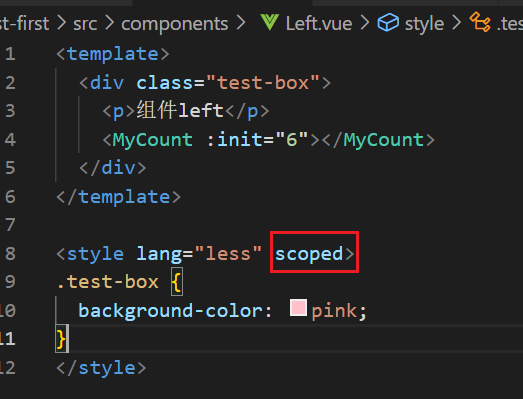 st-first > src > components > Left.vue > style > .tes
1 <template>
2 <div class="test-box">
3 <p>组件left</p>
4 <MyCount :init="6"></MyCount>
5 </div>
6 </template>
7
8 <style lang="less" scoped>
9 .test-box {
10 background-color: pink;
11 }
12 </style>